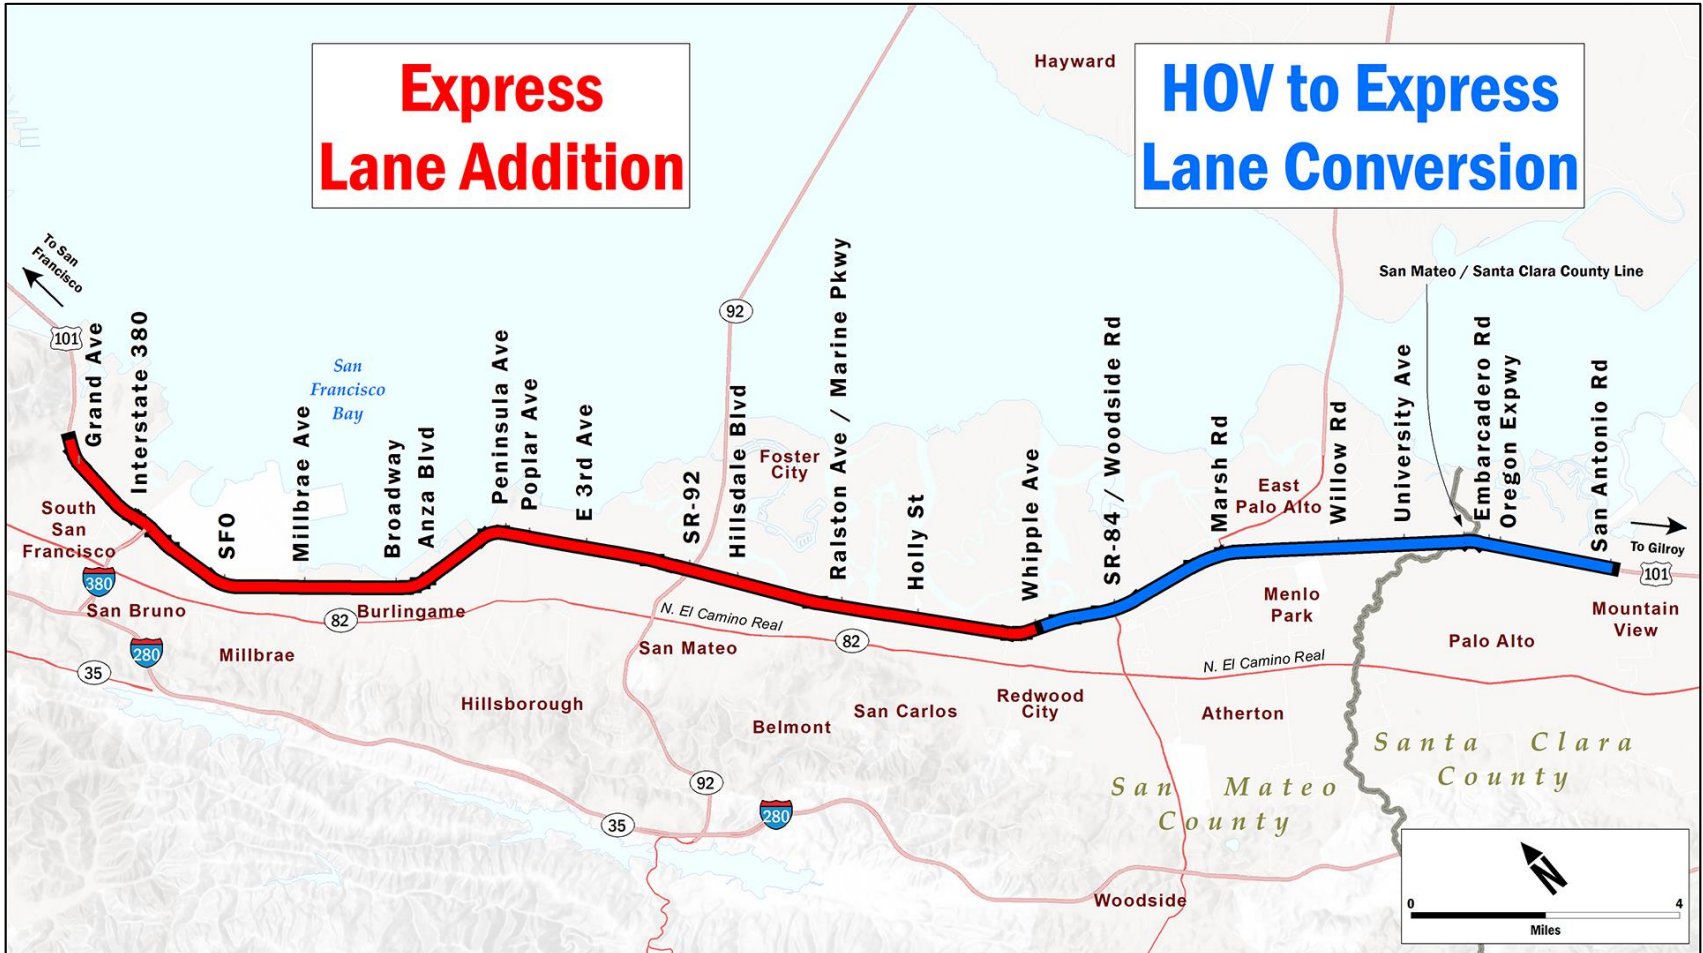 Express
Lane Addition
HOV to Express
Lane Conversion
Hayward
To San
Francisco
101
Grand Ave
Interstate 380
San
Francisco
Bay
Millbrae Ave
Broadway
Anza Blvd
Peninsula Ave
Poplar Ave
E 3rd Ave
SR-92
92
Hillsdale Blvd
Foster
City
Ralston Ave / Marine Pkwy
Holly St
Whipple Ave
SR-84 / Woodside Rd
Marsh Rd
East
Palo Alto
Willow Rd
University Ave
San Mateo / Santa Clara County Line
Embarcadero Rd
Oregon Expwy
San Antonio Rd
To Gilroy
101
South
San
Francisco
SFO
380
San Bruno
82
Burlingame
280
35
Millbrae
Hillsborough
N. El Camino Real
82
San Mateo
Belmont
San Carlos
Redwood
City
Menlo
Park
N. El Camino Real
Atherton
Palo Alto
Mountain
View
Santa Clara
County
San Mateo
County
92
35
280
Woodside
N
0 4
Miles